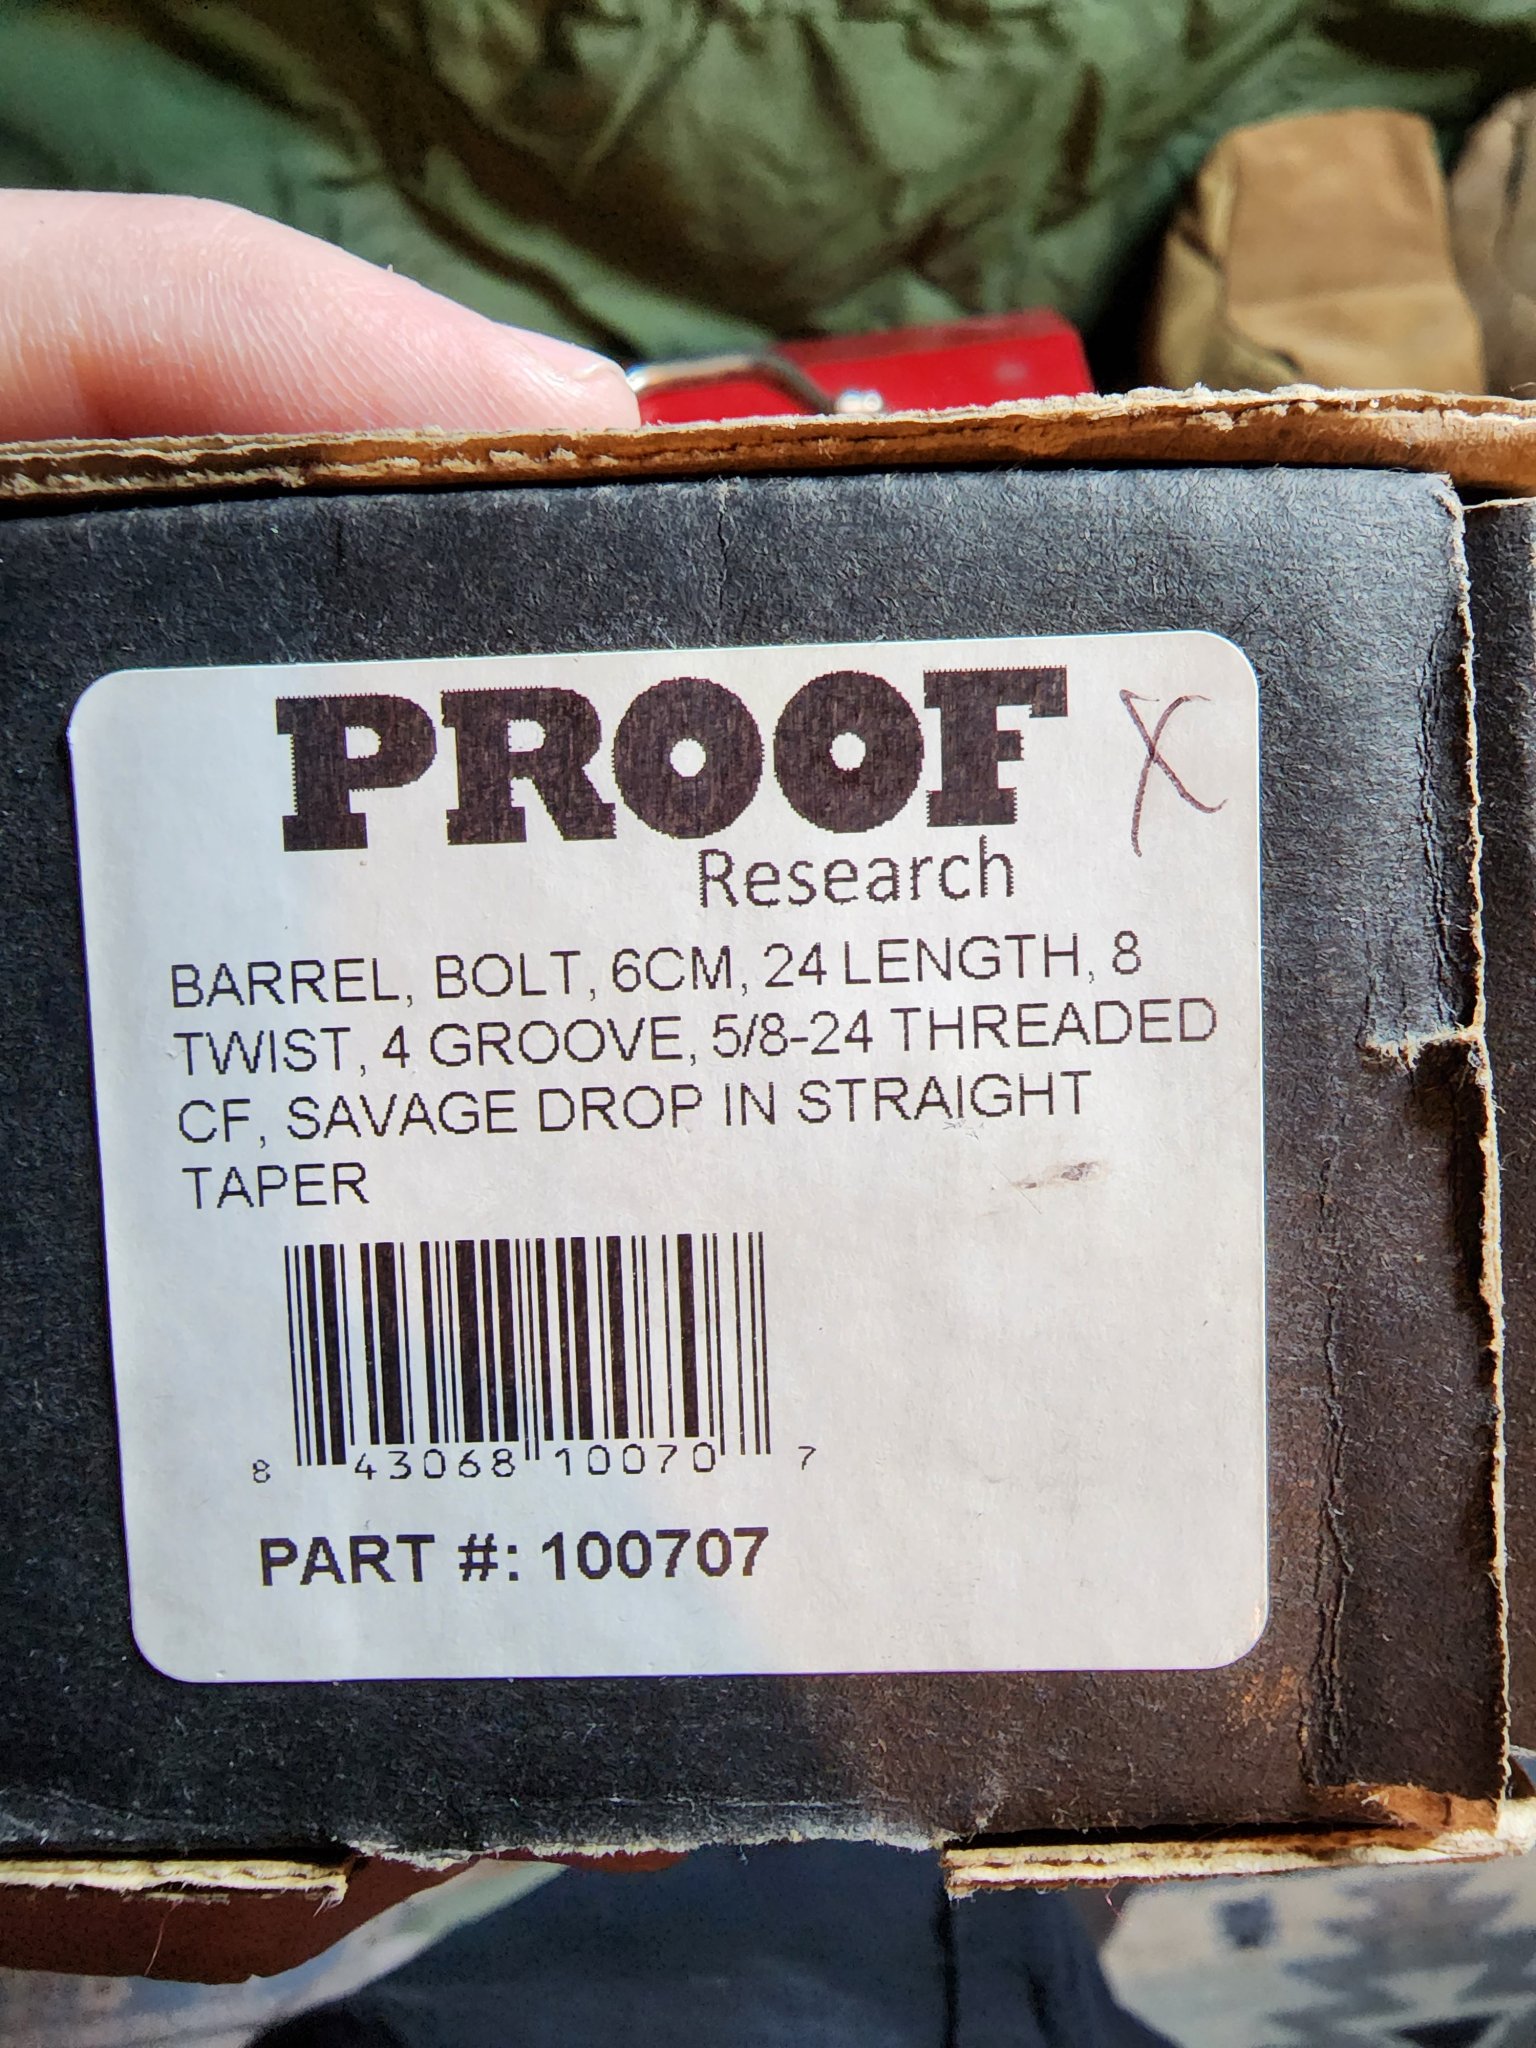 PROOF X
Research
BARREL, BOLT, 6CM, 24 LENGTH, 8
TWIST, 4 GROOVE, 5/8-24 THREADED
CF, SAVAGE DROP IN STRAIGHT
TAPER
8 43068 10070 7
PART #: 100707